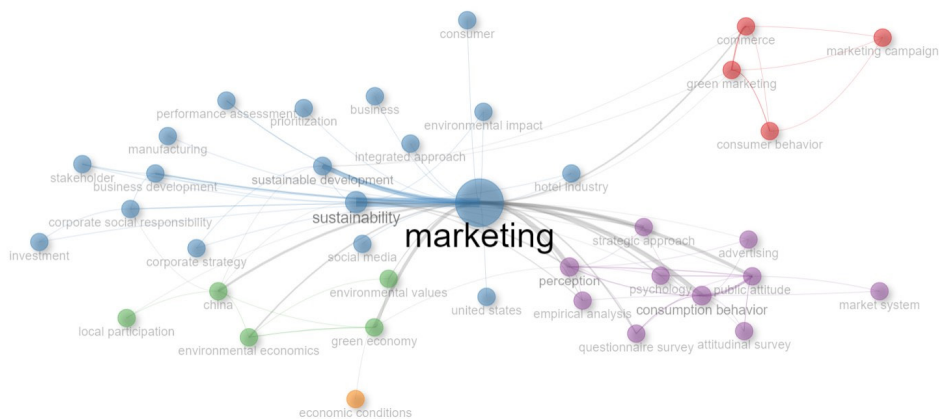 consumer
commerce
marketing campaign
green marketing
performance assessment
prioritization
business
environmental impact
consumer behavior
manufacturing
integrated approach
stakeholder
business development
sustainable development
hotel industry
corporate social responsibility
sustainability
marketing
strategic approach
investment
corporate strategy
social media
advertising
perception
psychology
public attitude
china
environmental values
united states
empirical analysis
consumption behavior
market system
local participation
environmental economics
green economy
questionnaire survey
attitudinal survey
economic conditions